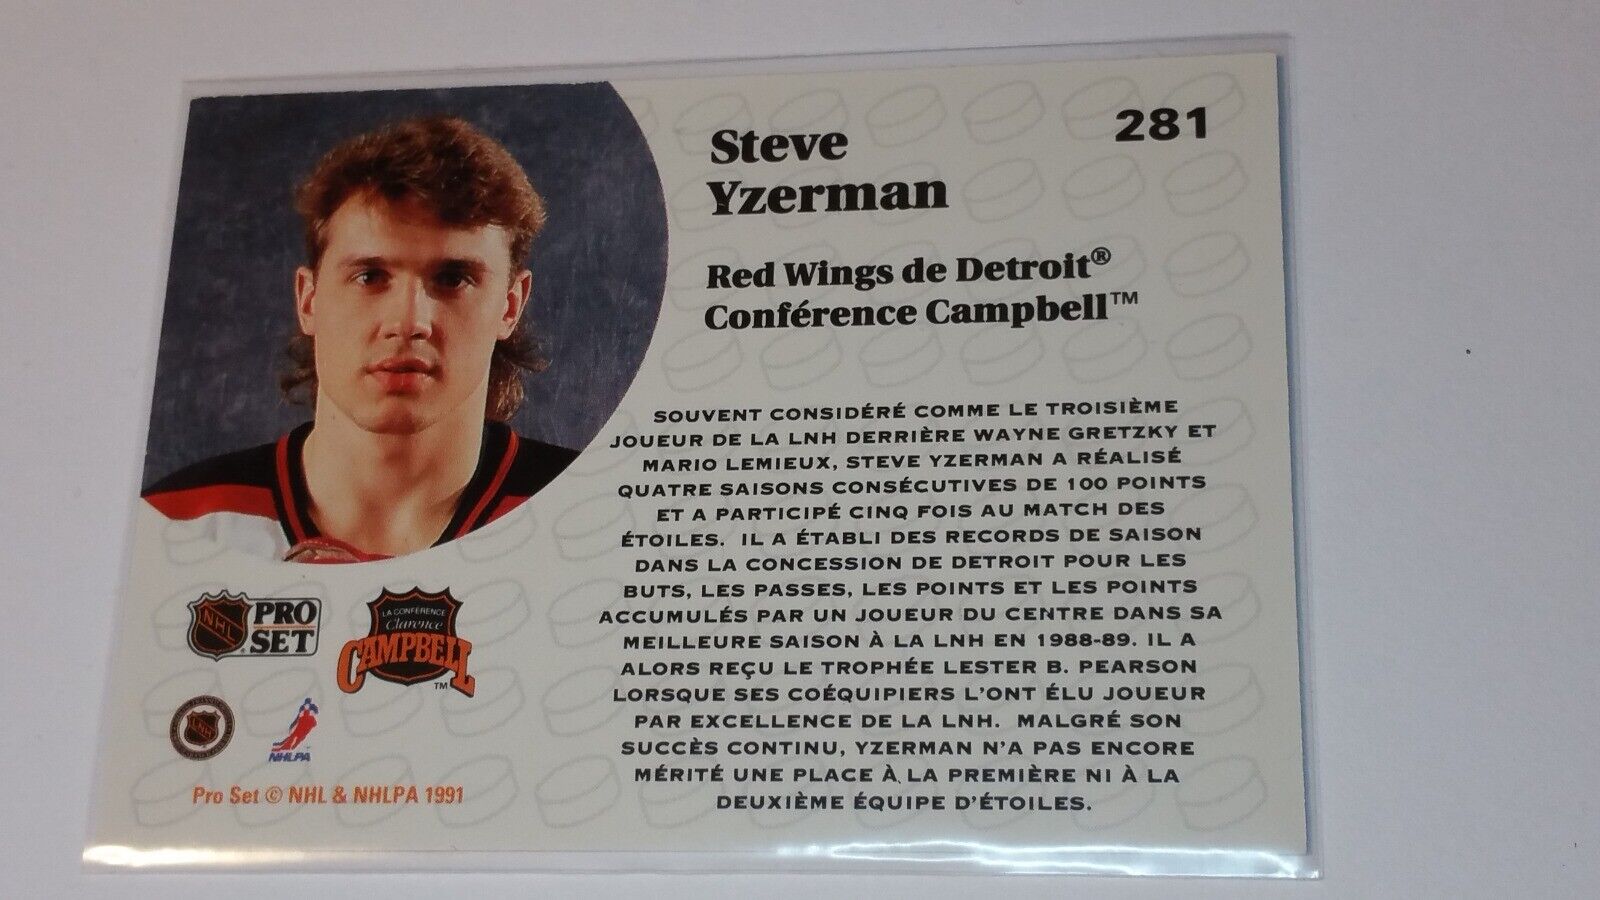 281
Steve
Yzerman
Red Wings de Detroit®
Conférence Campbell™
SOUVENT CONSIDÉRÉ COMME LE TROISIÈME
JOUEUR DE LA LNH DERRIÈRE WAYNE GRETZKY ET
MARIO LEMIEUX, STEVE YZERMAN A RÉALISÉ
QUATRE SAISONS CONSÉCUTIVES DE 100 POINTS
ET A PARTICIPÉ CINQ FOIS AU MATCH DES
ÉTOILES. IL A ÉTABLI DES RECORDS DE SAISON
DANS LA CONCESSION DE DETROIT POUR LES
BUTS, LES PASSES, LES POINTS ET LES POINTS
ACCUMULÉS PAR UN JOUEUR DU CENTRE DANS SA
MEILLEURE SAISON À LA LNH EN 1988-89. IL A
ALORS REÇU LE TROPHÉE LESTER B. PEARSON
LORSQUE SES COÉQUIPIERS L'ONT ÉLU JOUEUR
PAR EXCELLENCE DE LA LNH. MALGRÉ SON
SUCCÈS CONTINU, YZERMAN N'A PAS ENCORE
MÉRITÉ UNE PLACE À LA PREMIÈRE NI À LA
DEUXIÈME ÉQUIPE D'ÉTOILES.
NHL
PRO
SET
LA CONFÉRENCE
Clarence
CAMPBELL
™
NHLPA
Pro Set © NHL & NHLPA 1991